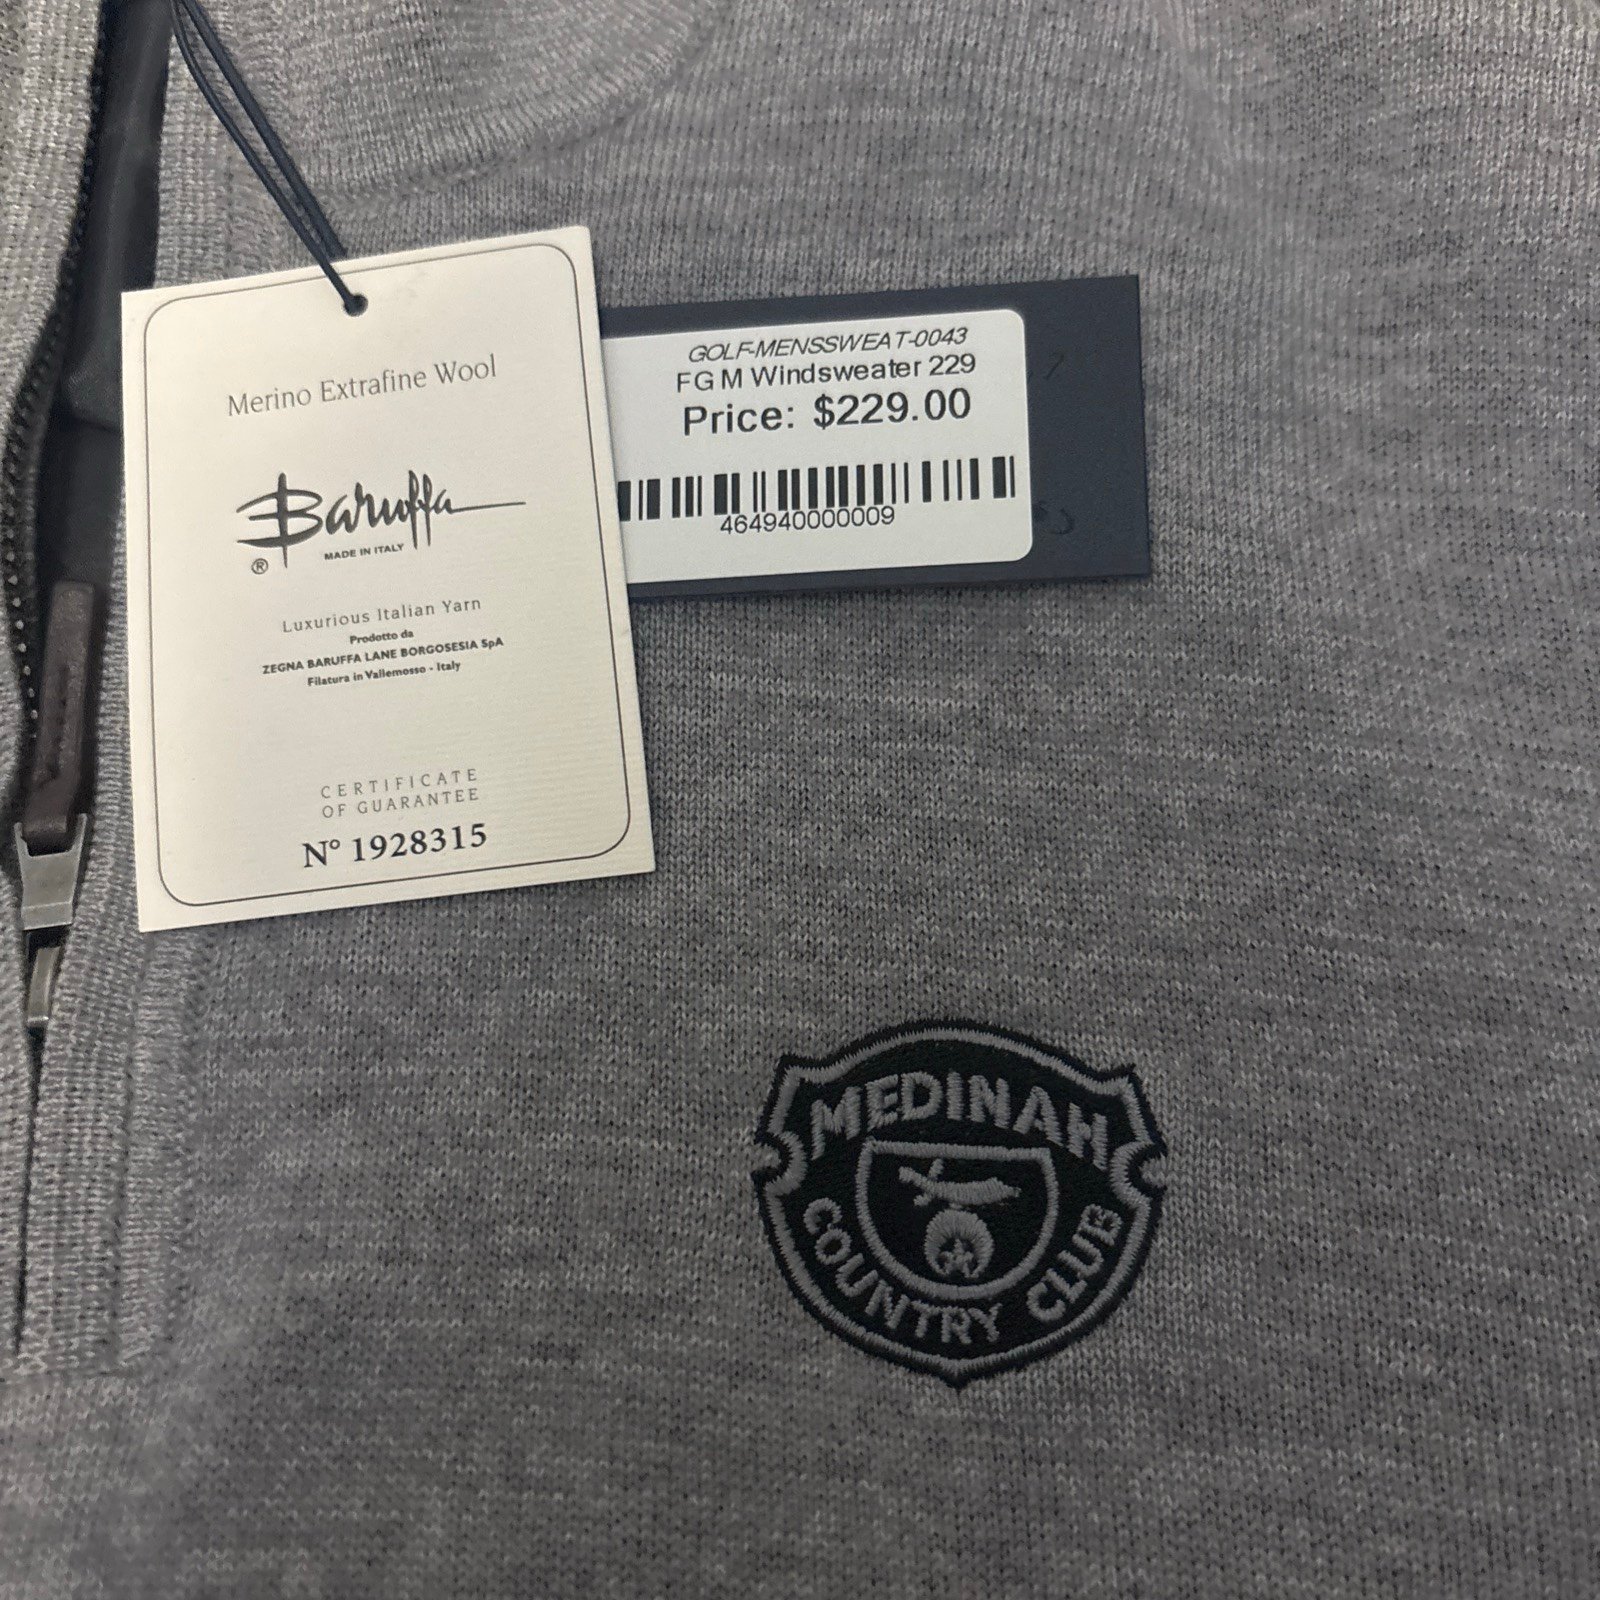 Merino Extrafine Wool
Baruffa
®
MADE IN ITALY
Luxurious Italian Yarn
Prodotto da
ZEGNA BARUFFA LANE BORGOSESIA SpA
Filatura in Vallemosso - Italy
CERTIFICATE
OF GUARANTEE
N° 1928315
GOLF-MENSSWEAT-0043
FG M Windsweater 229
Price: $229.00
464940000009
MEDINAH
COUNTRY CLUB